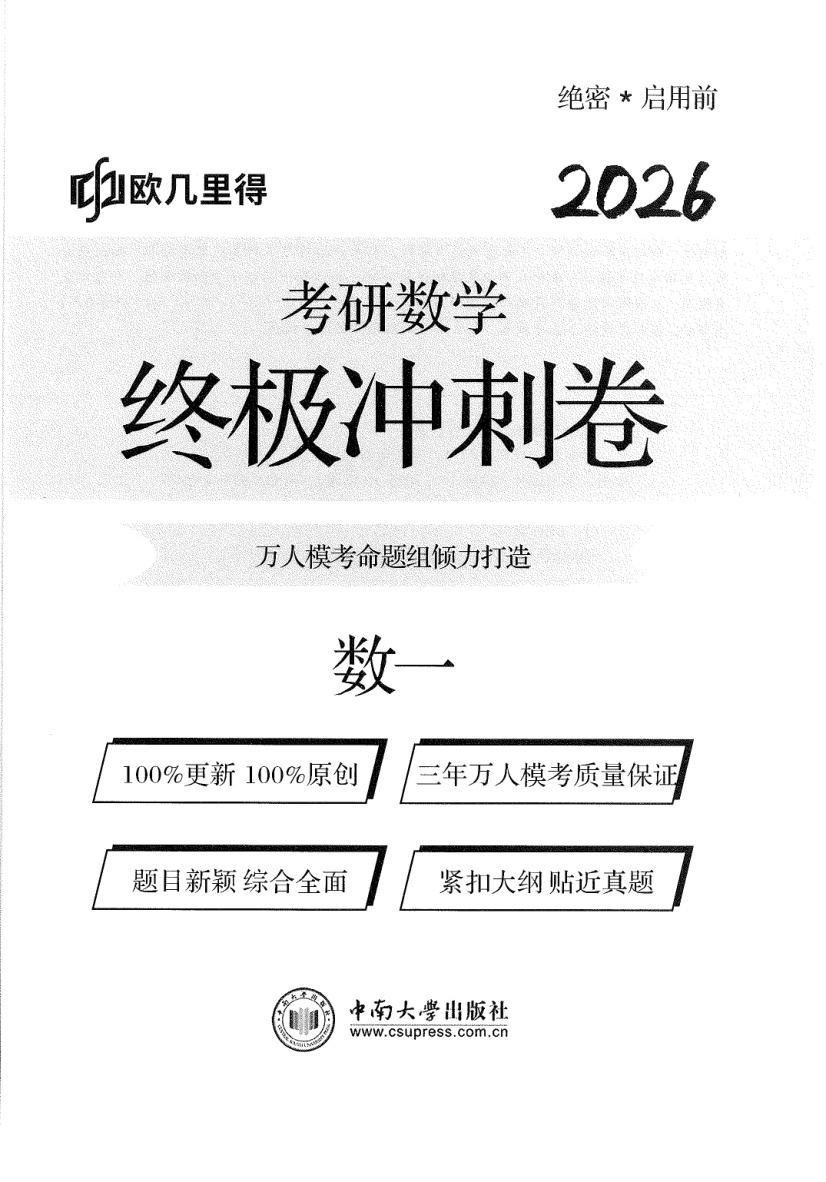 绝密 * 启用前
欧几里得
2026
考研数学
终极冲刺卷
万人模考命题组倾力打造
数一
100%更新 100%原创
三年万人模考质量保证
题目新颖 综合全面
紧扣大纲 贴近真题
中南大学出版社
www.csupress.com.cn